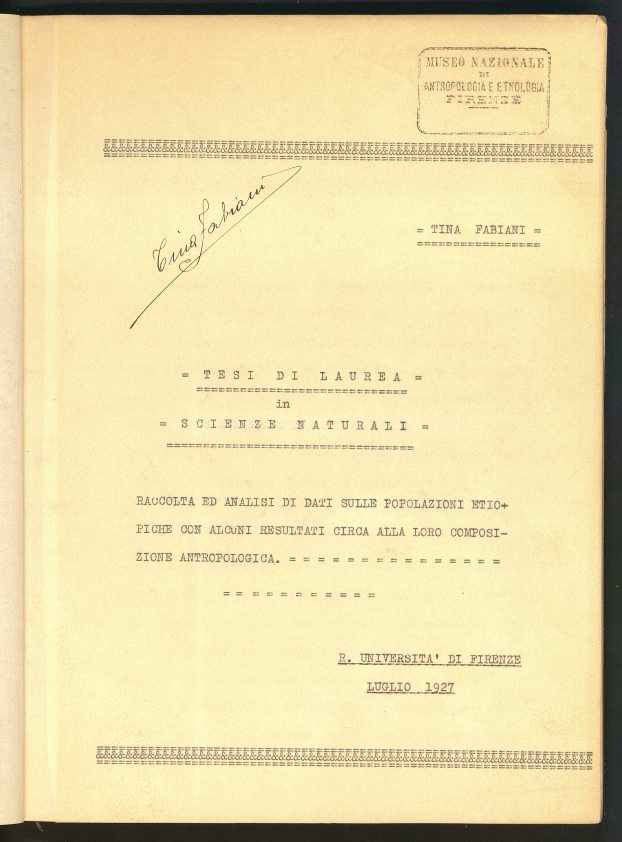 MUSEO NAZIONALE
DI
ANTROPOLOGIA E ETNOLOGIA
FIRENZE
Tina Fabiani
= TINA FABIANI =
= TESI DI LAUREA =
in
= SCIENZE NATURALI =
RACCOLTA ED ANALISI DI DATI SULLE POPOLAZIONI ETIO-
PICHE CON ALCUNI RESULTATI CIRCA ALLA LORO COMPOSI-
ZIONE ANTROPOLOGICA. = = = = = = = = = = = = = = =
= = = = = = = = = = =
R. UNIVERSITA' DI FIRENZE
LUGLIO 1927